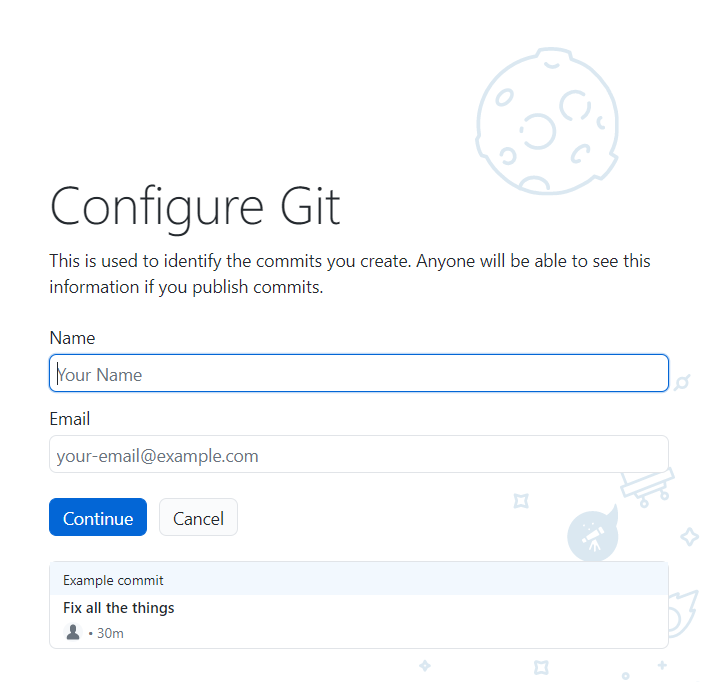 Configure Git
This is used to identify the commits you create. Anyone will be able to see this
information if you publish commits.
Name
Your Name
Email
your-email@example.com
Continue Cancel
Example commit
Fix all the things
• 30m